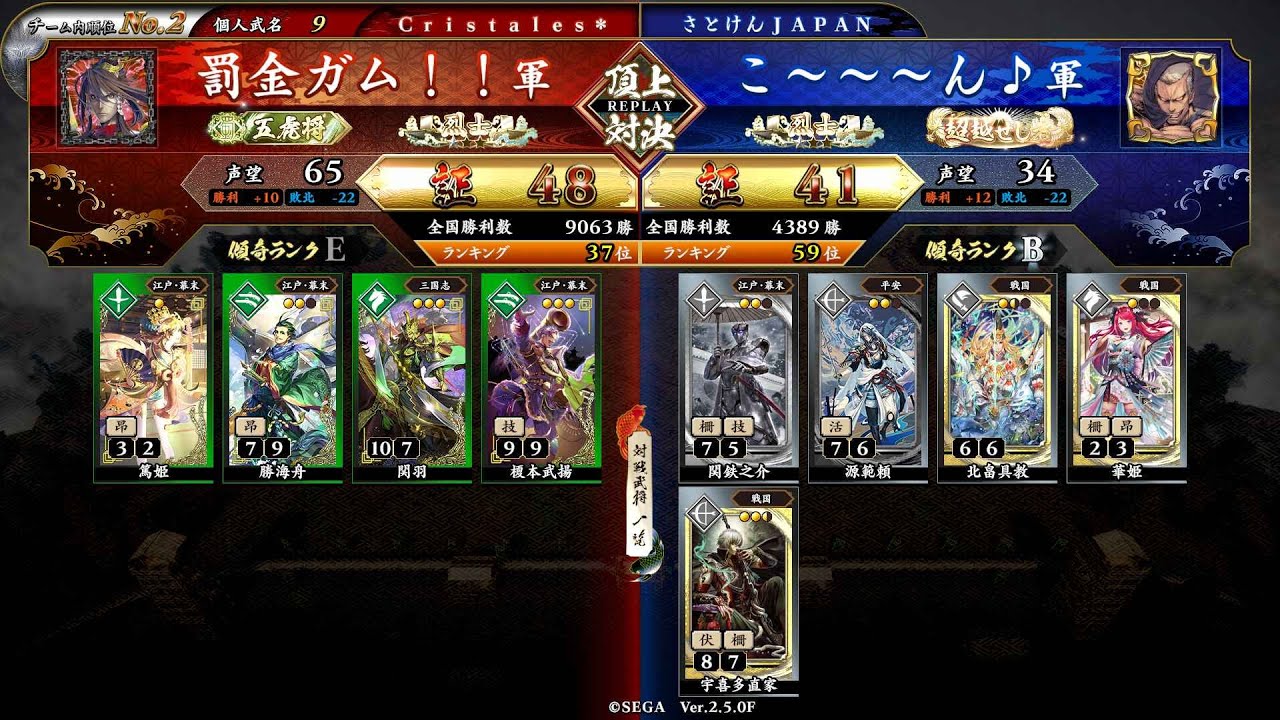 チーム内順位 No.2 個人武名 9 Cristales* さとけんJAPAN
罰金ガム！！軍 頂上 REPLAY 対決 こ～～～ん♪軍
五虎将 烈士 烈士 超越せし者
声望 65 証 48 証 41 声望 34
勝利 +10 敗北 -22 勝利 +12 敗北 -22
全国勝利数 9063勝 全国勝利数 4389勝
傾奇ランクE ランキング 37位 ランキング 59位 傾奇ランクB
江戸・幕末 江戸・幕末 三国志 江戸・幕末 江戸・幕末 平安 戦国 戦国
昂 昂 技 柵 技 活 柵 昂
3 2 7 9 10 7 9 9 7 5 7 6 6 6 2 3
篤姫 勝海舟 関羽 榎本武揚 関鉄之介 源範頼 北畠具教 華姫
対戦武将一覧
戦国
伏 柵
8 7
宇喜多直家
©SEGA Ver.2.5.0F